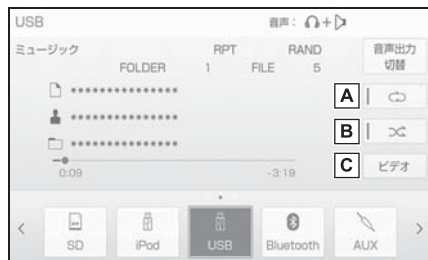 USB 音声: +
ミュージック RPT RAND 音声出力
切替
FOLDER 1 FILE 5
***************
A
***************
B
***************
C ビデオ
0:09 -3:19
< SD iPod USB Bluetooth AUX >